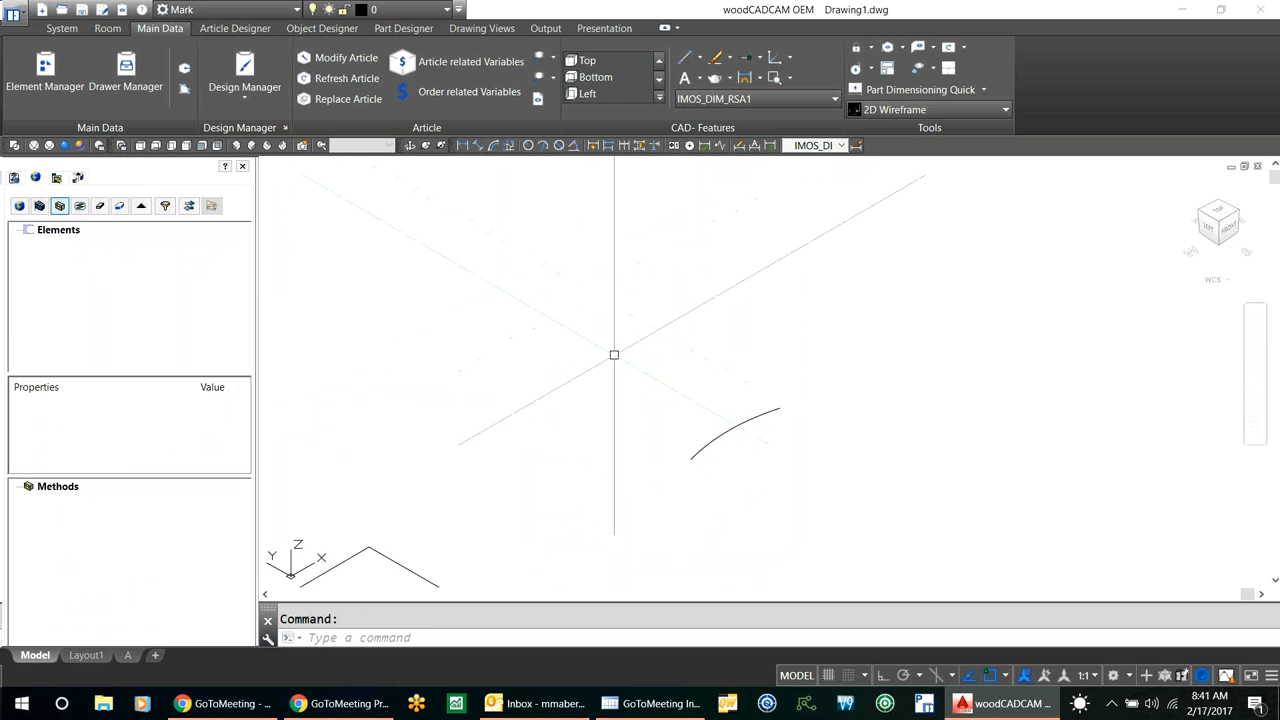 Mark
0
woodCADCAM OEM Drawing1.dwg
System
Room
Main Data
Article Designer
Object Designer
Part Designer
Drawing Views
Output
Presentation
Element Manager
Drawer Manager
Design Manager
Modify Article
Refresh Article
Replace Article
Article related Variables
Order related Variables
Top
Bottom
Left
IMOS_DIM_RSA1
Part Dimensioning Quick
2D Wireframe
Main Data
Design Manager
Article
CAD- Features
Tools
IMOS_DI
Elements
TOP
LEFT
FRONT
WCS
Properties
Value
Methods
Z
Y
X
Command:
Type a command
Model
Layout1
A
MODEL
1:1
GoToMeeting - ...
GoToMeeting Pr...
Inbox - mmaber...
GoToMeeting In...
woodCADCAM ...
8:41 AM
2/17/2017